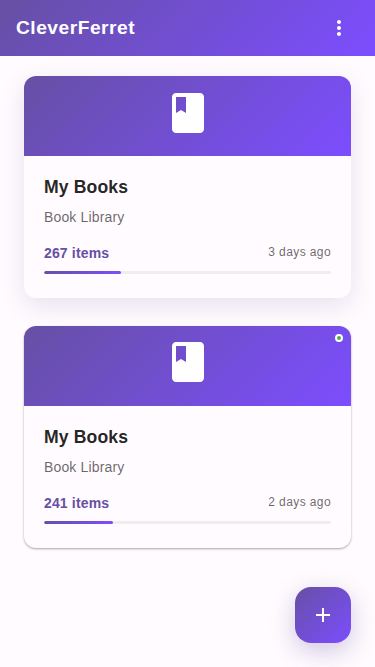 CleverFerret
My Books
Book Library
267 items
3 days ago
My Books
Book Library
241 items
2 days ago